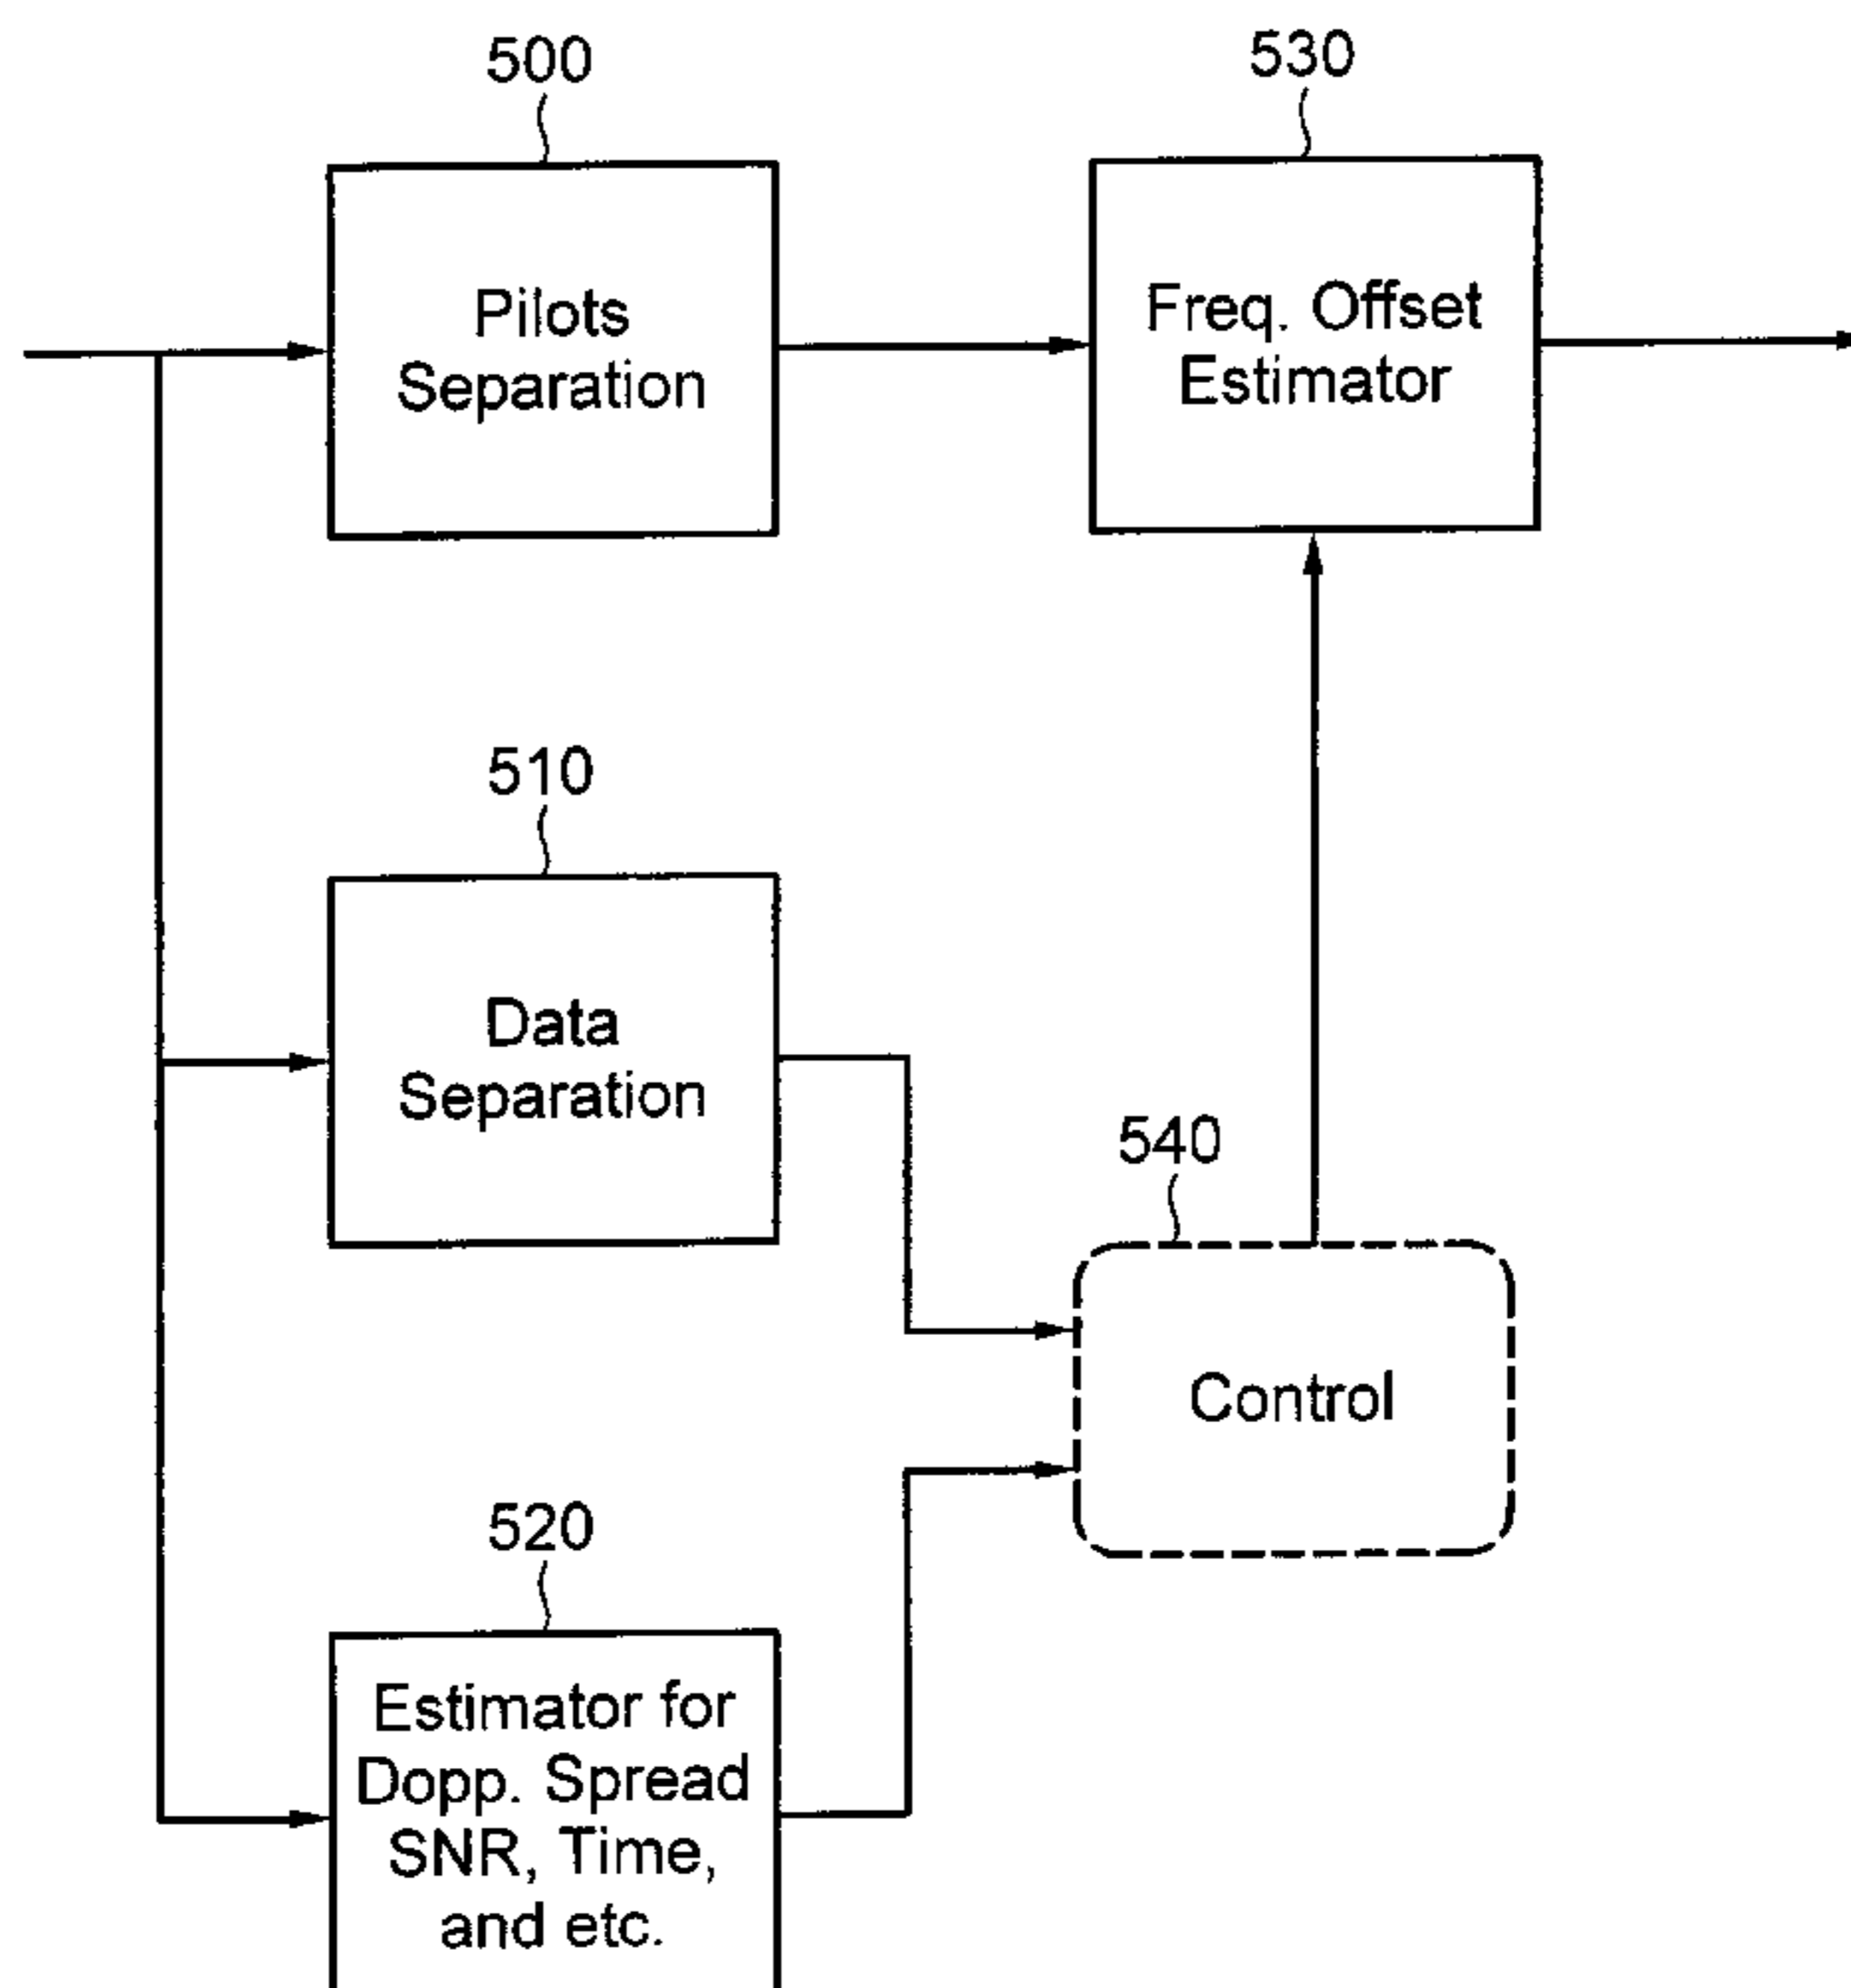 500
530
Pilots
Separation
Freq. Offset
Estimator
510
Data
Separation
540
Control
520
Estimator for
Dopp. Spread
SNR, Time,
and etc.